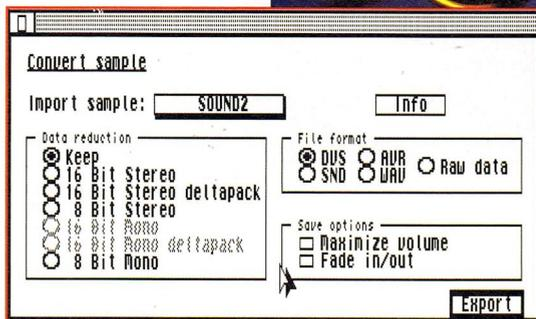 Convert sample
Import sample: SOUND2 Info
Data reduction
Keep
16 Bit Stereo
16 Bit Stereo deltapack
8 Bit Stereo
16 Bit Mono
16 Bit Mono deltapack
8 Bit Mono
File format
DVS AVR Raw data
SND WAV
Save options
Maximize volume
Fade in/out
Export